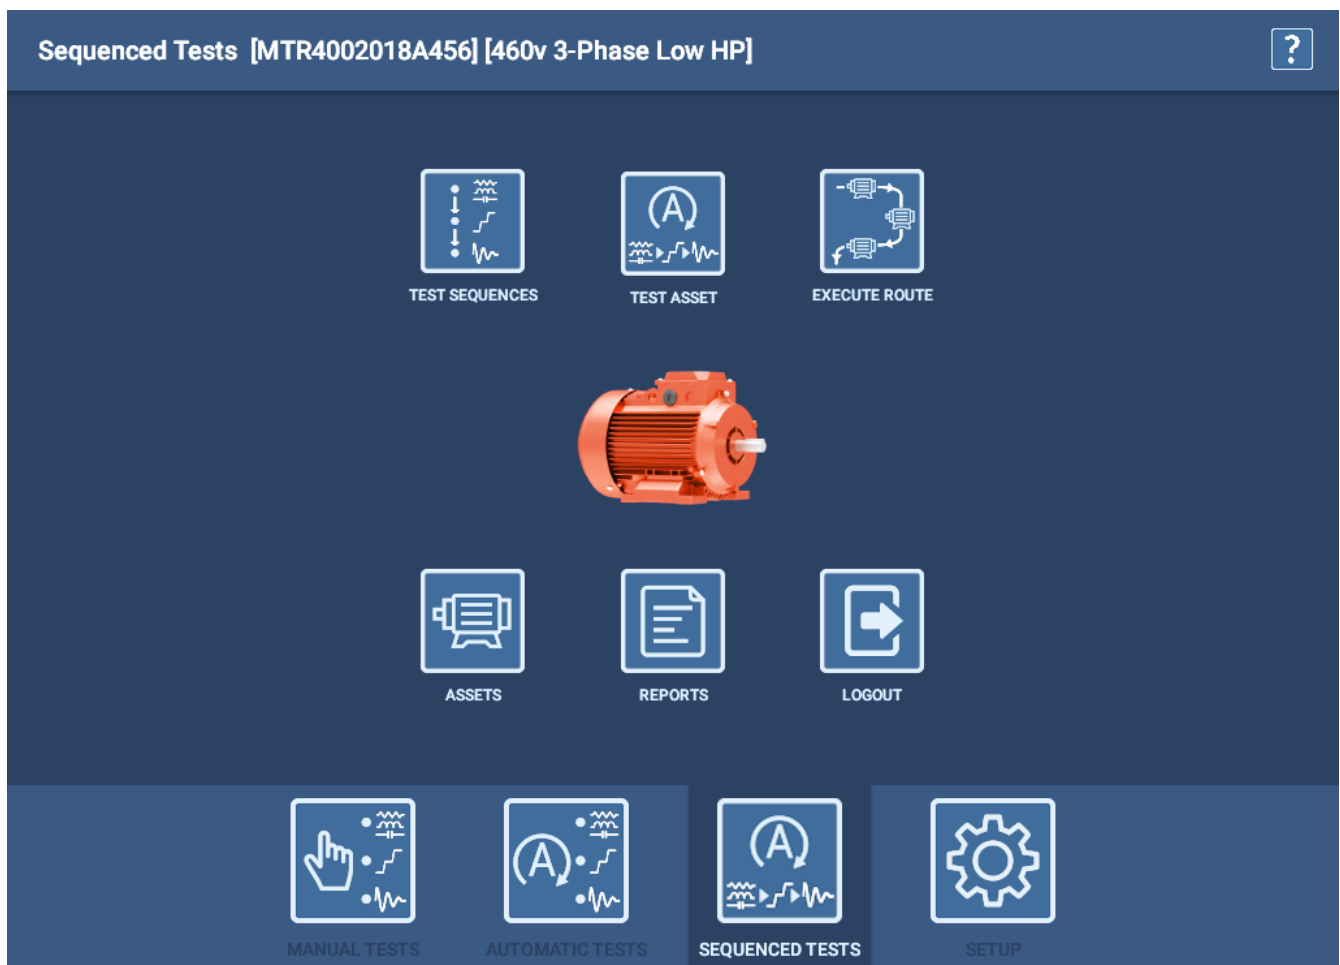 Sequenced Tests [MTR4002018A456] [460v 3-Phase Low HP]
?
TEST SEQUENCES
TEST ASSET
EXECUTE ROUTE
ASSETS
REPORTS
LOGOUT
A
A
A
MANUAL TESTS
AUTOMATIC TESTS
SEQUENCED TESTS
SETUP